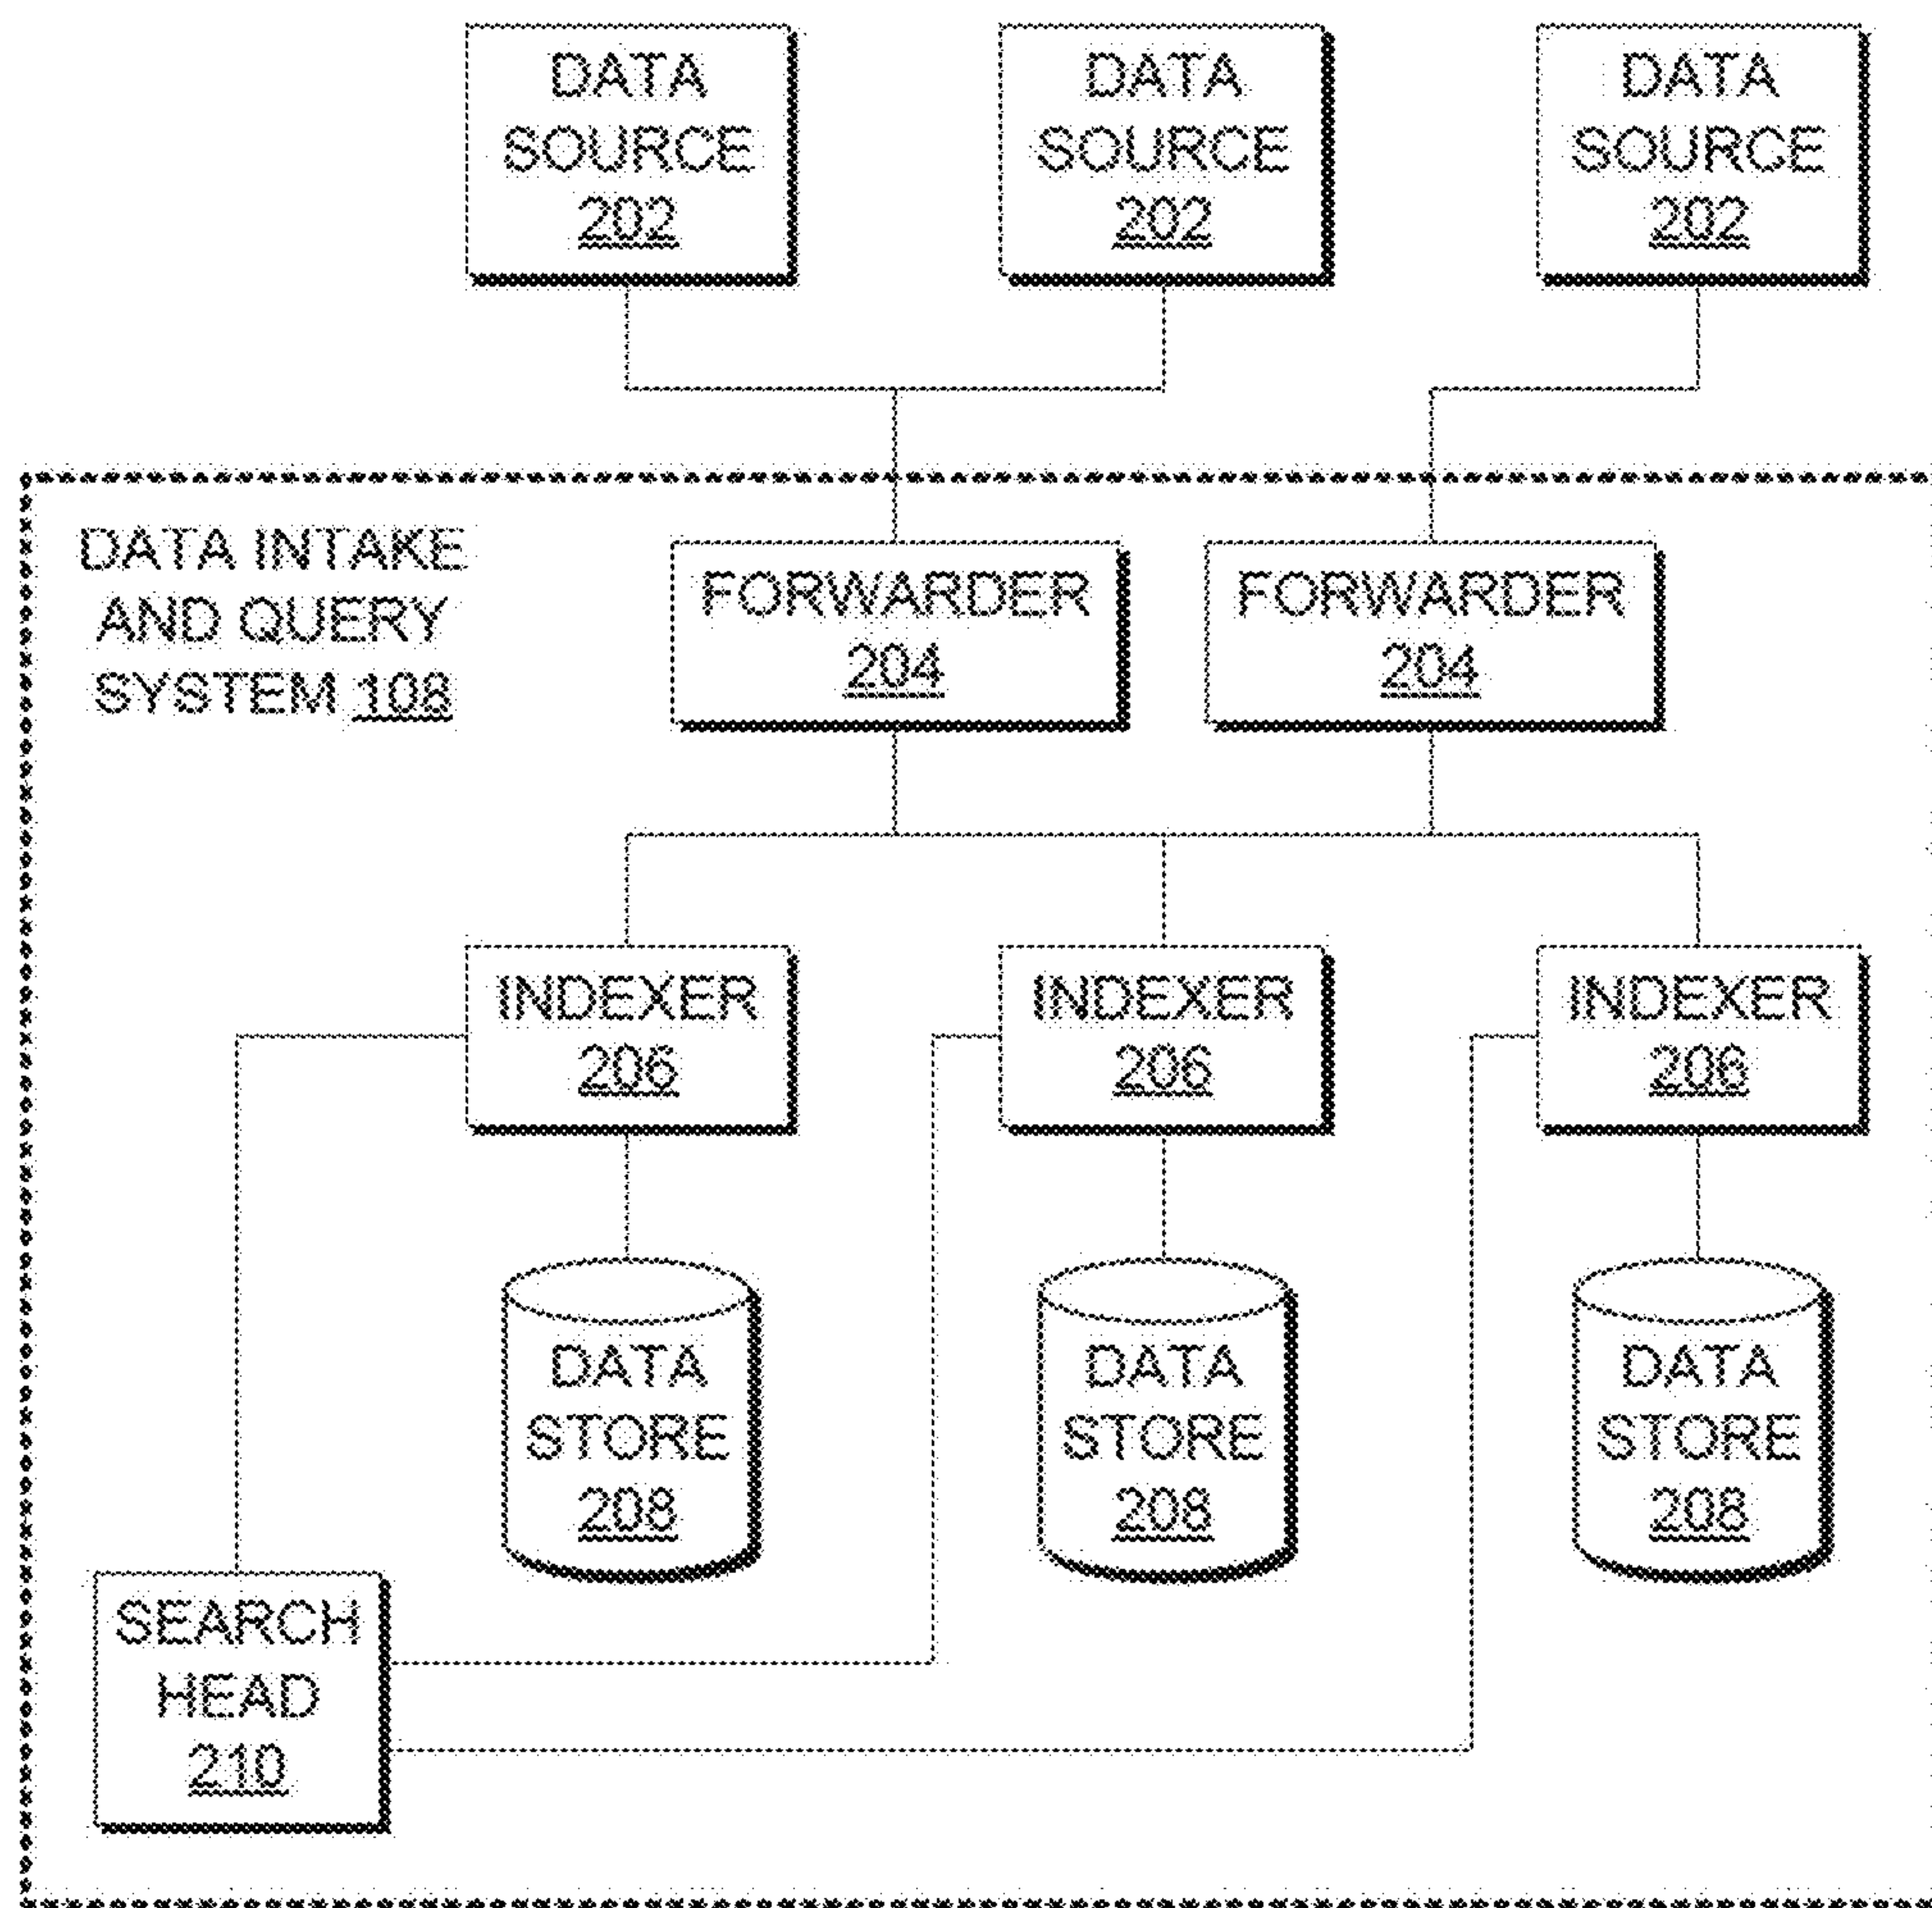 DATA
SOURCE
202
DATA
SOURCE
202
DATA
SOURCE
202
DATA INTAKE
AND QUERY
SYSTEM 108
FORWARDER
204
FORWARDER
204
INDEXER
206
INDEXER
206
INDEXER
206
DATA
STORE
208
DATA
STORE
208
DATA
STORE
208
SEARCH
HEAD
210